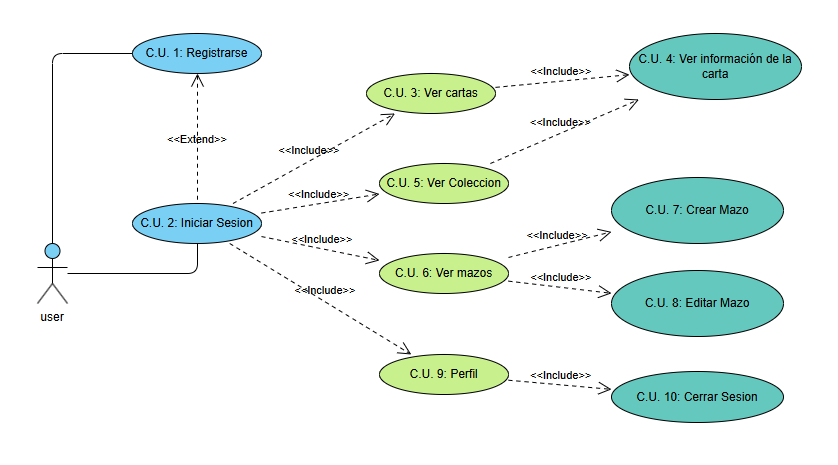 C.U. 1: Registrarse
C.U. 4: Ver información de la
carta
<<Include>>
C.U. 3: Ver cartas
<<Include>>
<<Extend>>
<<Include>>
C.U. 5: Ver Coleccion
<<Include>>
C.U. 7: Crear Mazo
C.U. 2: Iniciar Sesion
<<Include>>
<<Include>>
C.U. 6: Ver mazos
<<Include>>
<<Include>>
C.U. 8: Editar Mazo
user
C.U. 9: Perfil
<<Include>>
C.U. 10: Cerrar Sesion